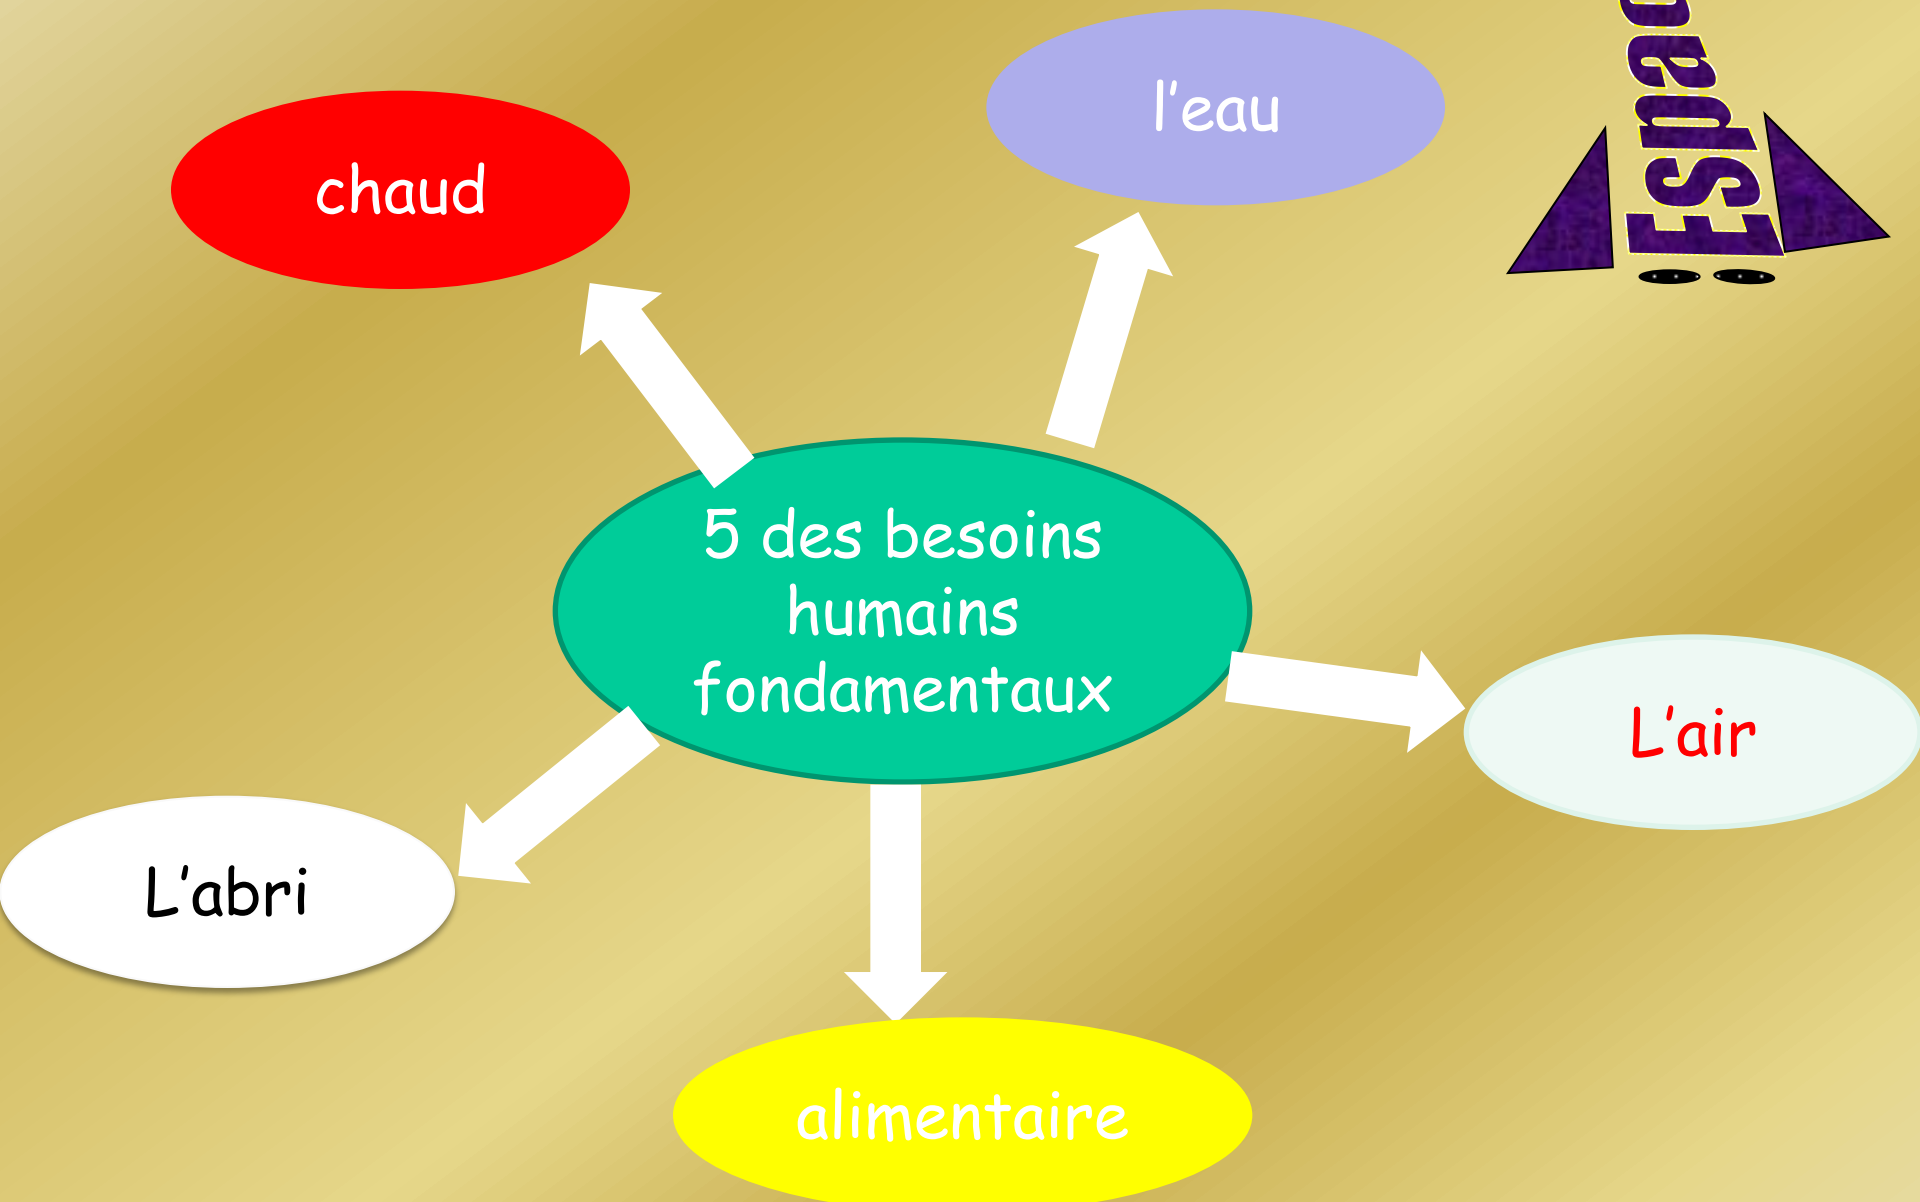 l'eau
chaud
5 des besoins
humains
fondamentaux
L'air
L'abri
alimentaire